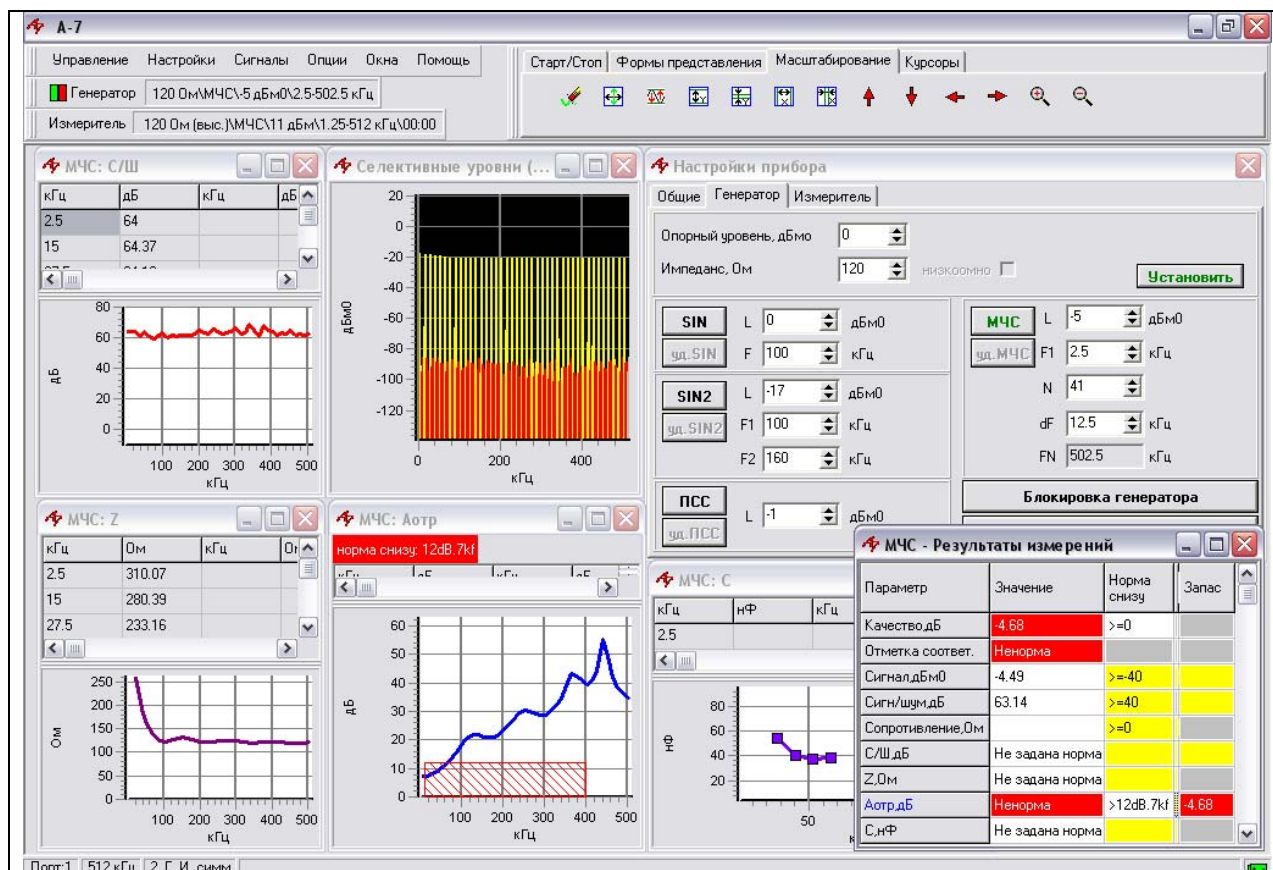 А-7
Управление Настройки Сигналы Опции Окна Помощь
Старт/Стоп Формы представления Масштабирование Курсоры
Генератор 120 Ом\МЧС\-5 дБм0\2.5-502.5 кГц
Измеритель 120 Ом (выс.)\МЧС\11 дБм\1.25-512 кГц\00:00
МЧС: С/Ш
кГц дБ кГц дБ
2.5 64
15 64.37
80
60
40
20
0
дБ
100 200 300 400 500
кГц
Селективные уровни (...
20
0
-20
-40
-60
-80
-100
-120
дБм0
0 200 400
кГц
Настройки прибора
Общие Генератор Измеритель
Опорный уровень, дБмо 0
Импеданс, Ом 120 низкоомно
Установить
SIN L 0 дБм0
уд.SIN F 100 кГц
SIN2 L -17 дБм0
уд.SIN2 F1 100 кГц
F2 160 кГц
ПСС L -1 дБм0
уд.ПСС
МЧС L -5 дБм0
уд.МЧС F1 2.5 кГц
N 41
dF 12.5 кГц
FN 502.5 кГц
Блокировка генератора
МЧС: Z
кГц Ом кГц
2.5 310.07
15 280.39
27.5 233.16
250
200
150
100
50
0
Ом
100 200 300 400 500
кГц
МЧС: Aотр
норма снизу: 12dB.7kf
60
50
40
30
20
10
0
дБ
100 200 300 400 500
кГц
МЧС: С
кГц нФ кГц
2.5
80
60
40
20
нФ
50
МЧС - Результаты измерений
Параметр Значение Норма снизу Запас
Качество,дБ -4.68 >=0
Отметка соответ. Ненорма
Сигнал,дБм0 -4.49 >=-40
Сигн/шум,дБ 63.14 >=40
Сопротивление,Ом >=0
С/Ш,дБ Не задана норма
Z,Ом Не задана норма
Aотр,дБ Ненорма >12dB.7kf -4.68
С,нФ Не задана норма
Порт:1 512 кГц 2 Г, И, симм